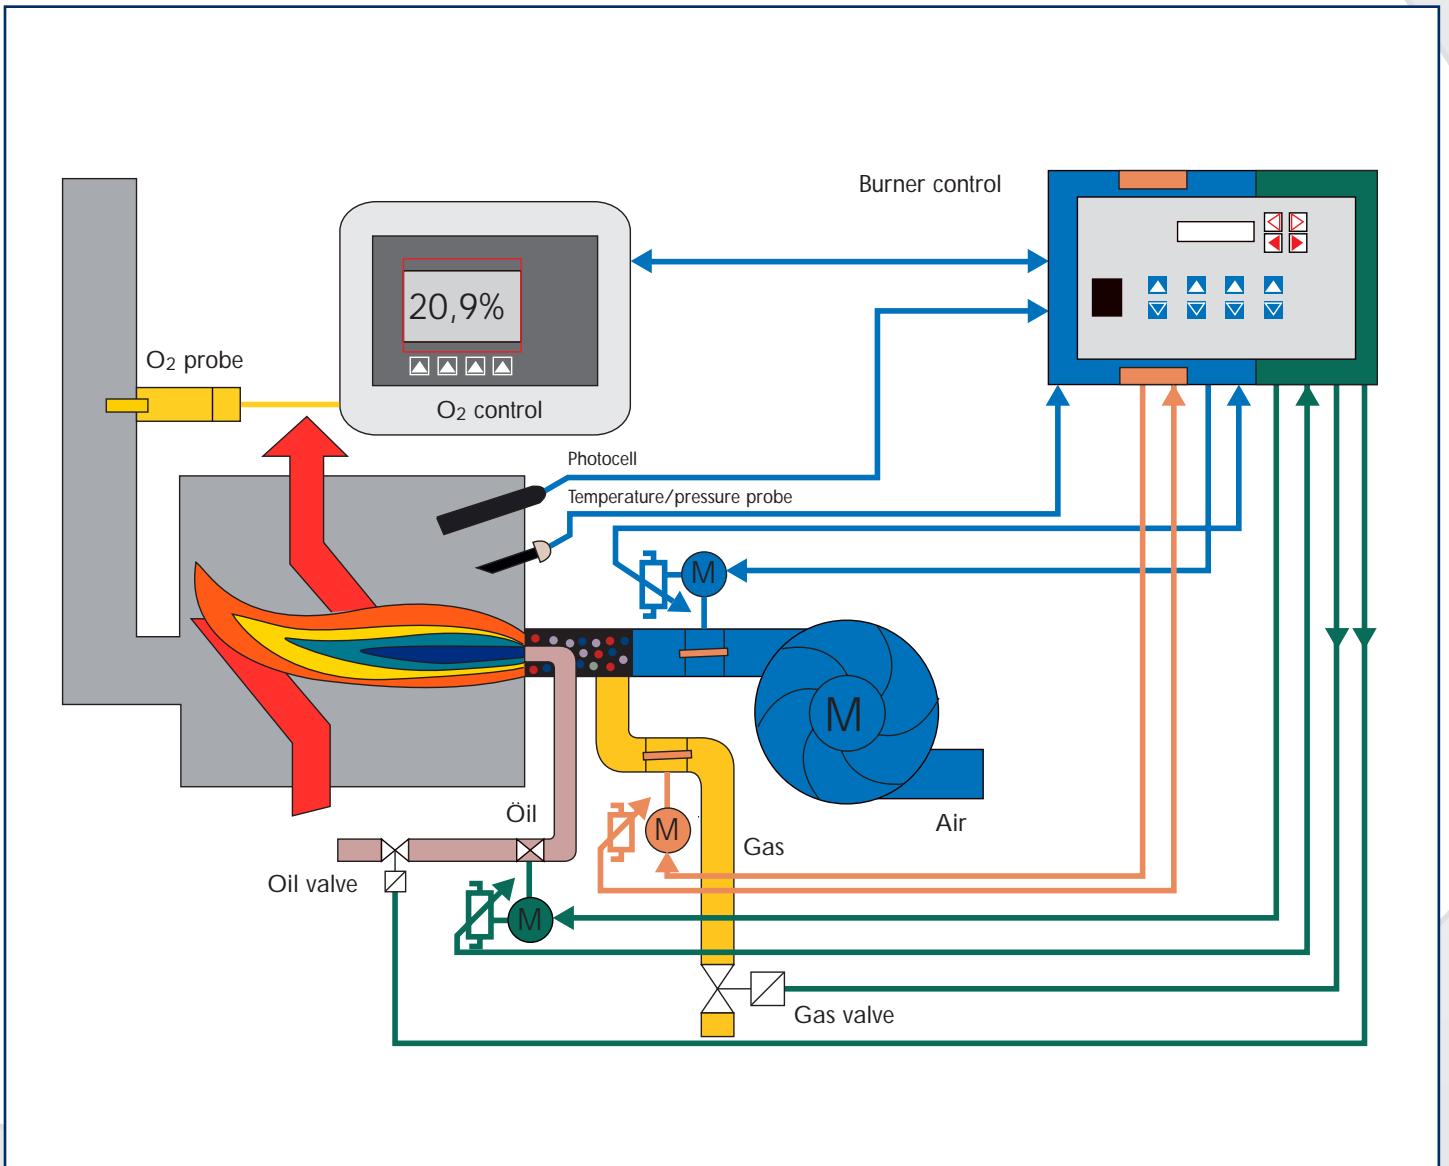 Burner control
20,9%
O2 probe
O2 control
Photocell
Temperature/pressure probe
M
M
Öil
Air
M
Gas
Oil valve
M
Gas valve